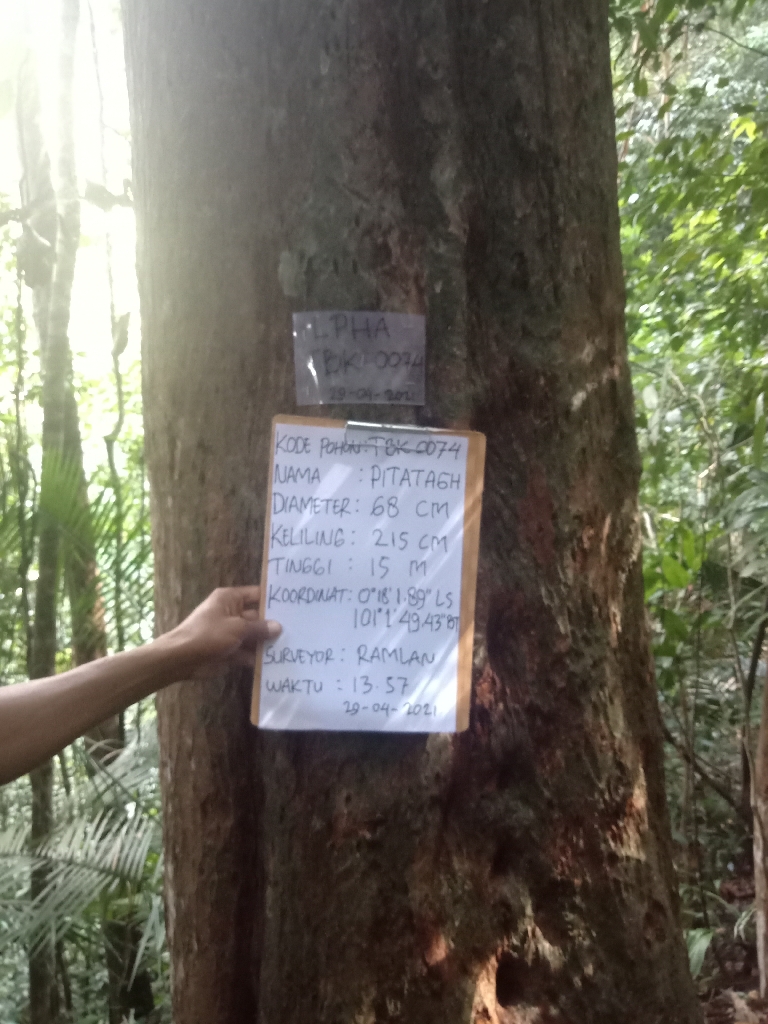 LPHA
TBK-0074
29-04-2021
KODE POHON: TBK-0074
NAMA : PITATAGH
DIAMETER: 68 CM
KELILING: 215 CM
TINGGI : 15 M
KOORDINAT: 0°18'1.89" LS
101°1'49.43" BT
SURVEYOR: RAMLAN
WAKTU : 13.57
29-04-2021